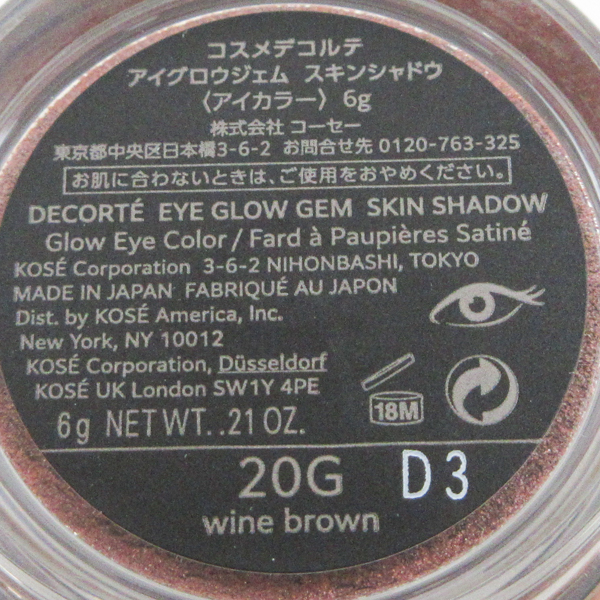 コスメデコルテ
アイグロウジェム スキンシャドウ
〈アイカラー〉 6g
株式会社 コーセー
東京都中央区日本橋3-6-2 お問合せ先 0120-763-325
お肌に合わないときは、ご使用をおやめください。
DECORTÉ EYE GLOW GEM SKIN SHADOW
Glow Eye Color / Fard à Paupières Satiné
KOSÉ Corporation 3-6-2 NIHONBASHI, TOKYO
MADE IN JAPAN FABRIQUÉ AU JAPON
Dist. by KOSÉ America, Inc.
New York, NY 10012
KOSÉ Corporation, Düsseldorf
KOSÉ UK London SW1Y 4PE
18M
6g NET WT. .21 OZ.
20G D3
wine brown